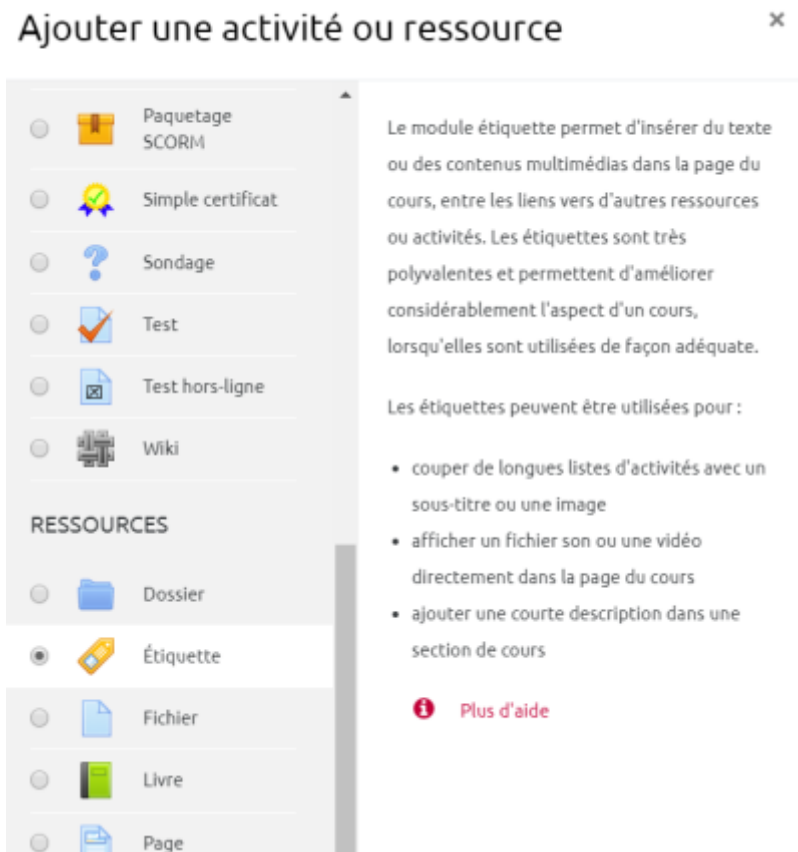 Ajouter une activité ou ressource
×
Paquetage
SCORM
Simple certificat
Sondage
Test
Test hors-ligne
Wiki
RESSOURCES
Dossier
Étiquette
Fichier
Livre
Page
Le module étiquette permet d'insérer du texte
ou des contenus multimédias dans la page du
cours, entre les liens vers d'autres ressources
ou activités. Les étiquettes sont très
polyvalentes et permettent d'améliorer
considérablement l'aspect d'un cours,
lorsqu'elles sont utilisées de façon adéquate.
Les étiquettes peuvent être utilisées pour :
• couper de longues listes d'activités avec un
sous-titre ou une image
• afficher un fichier son ou une vidéo
directement dans la page du cours
• ajouter une courte description dans une
section de cours
Plus d'aide